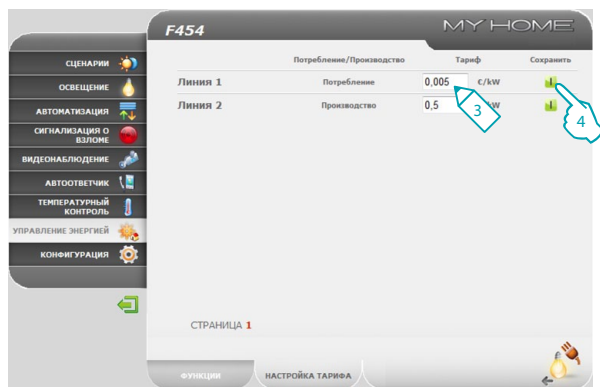 F454
MY HOME
Потребление/Производство Тариф Сохранить
Линия 1 Потребление 0,005 €/kW
Линия 2 Производство 0,5
3
4
СЦЕНАРИИ
ОСВЕЩЕНИЕ
АВТОМАТИЗАЦИЯ
СИГНАЛИЗАЦИЯ О
ВЗЛОМЕ
ВИДЕОНАБЛЮДЕНИЕ
АВТООТВЕТЧИК
ТЕМПЕРАТУРНЫЙ
КОНТРОЛЬ
УПРАВЛЕНИЕ ЭНЕРГИЕЙ
КОНФИГУРАЦИЯ
СТРАНИЦА 1
ФУНКЦИИ
НАСТРОЙКА ТАРИФА